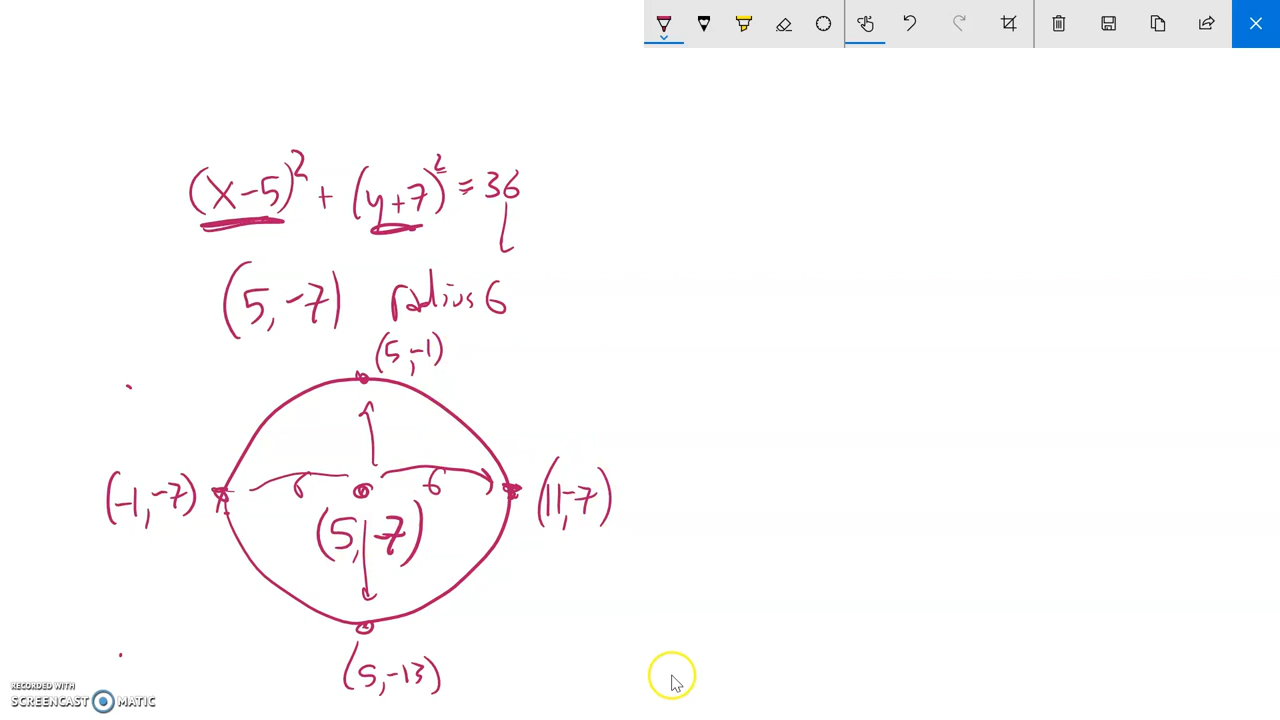 (x-5)² + (y+7)² = 36
(5, -7) radius 6
(5, -1)
(-1, -7) 6 6 (11, -7)
(5, -7)
(5, -13)
RECORDED WITH
SCREENCAST MATIC